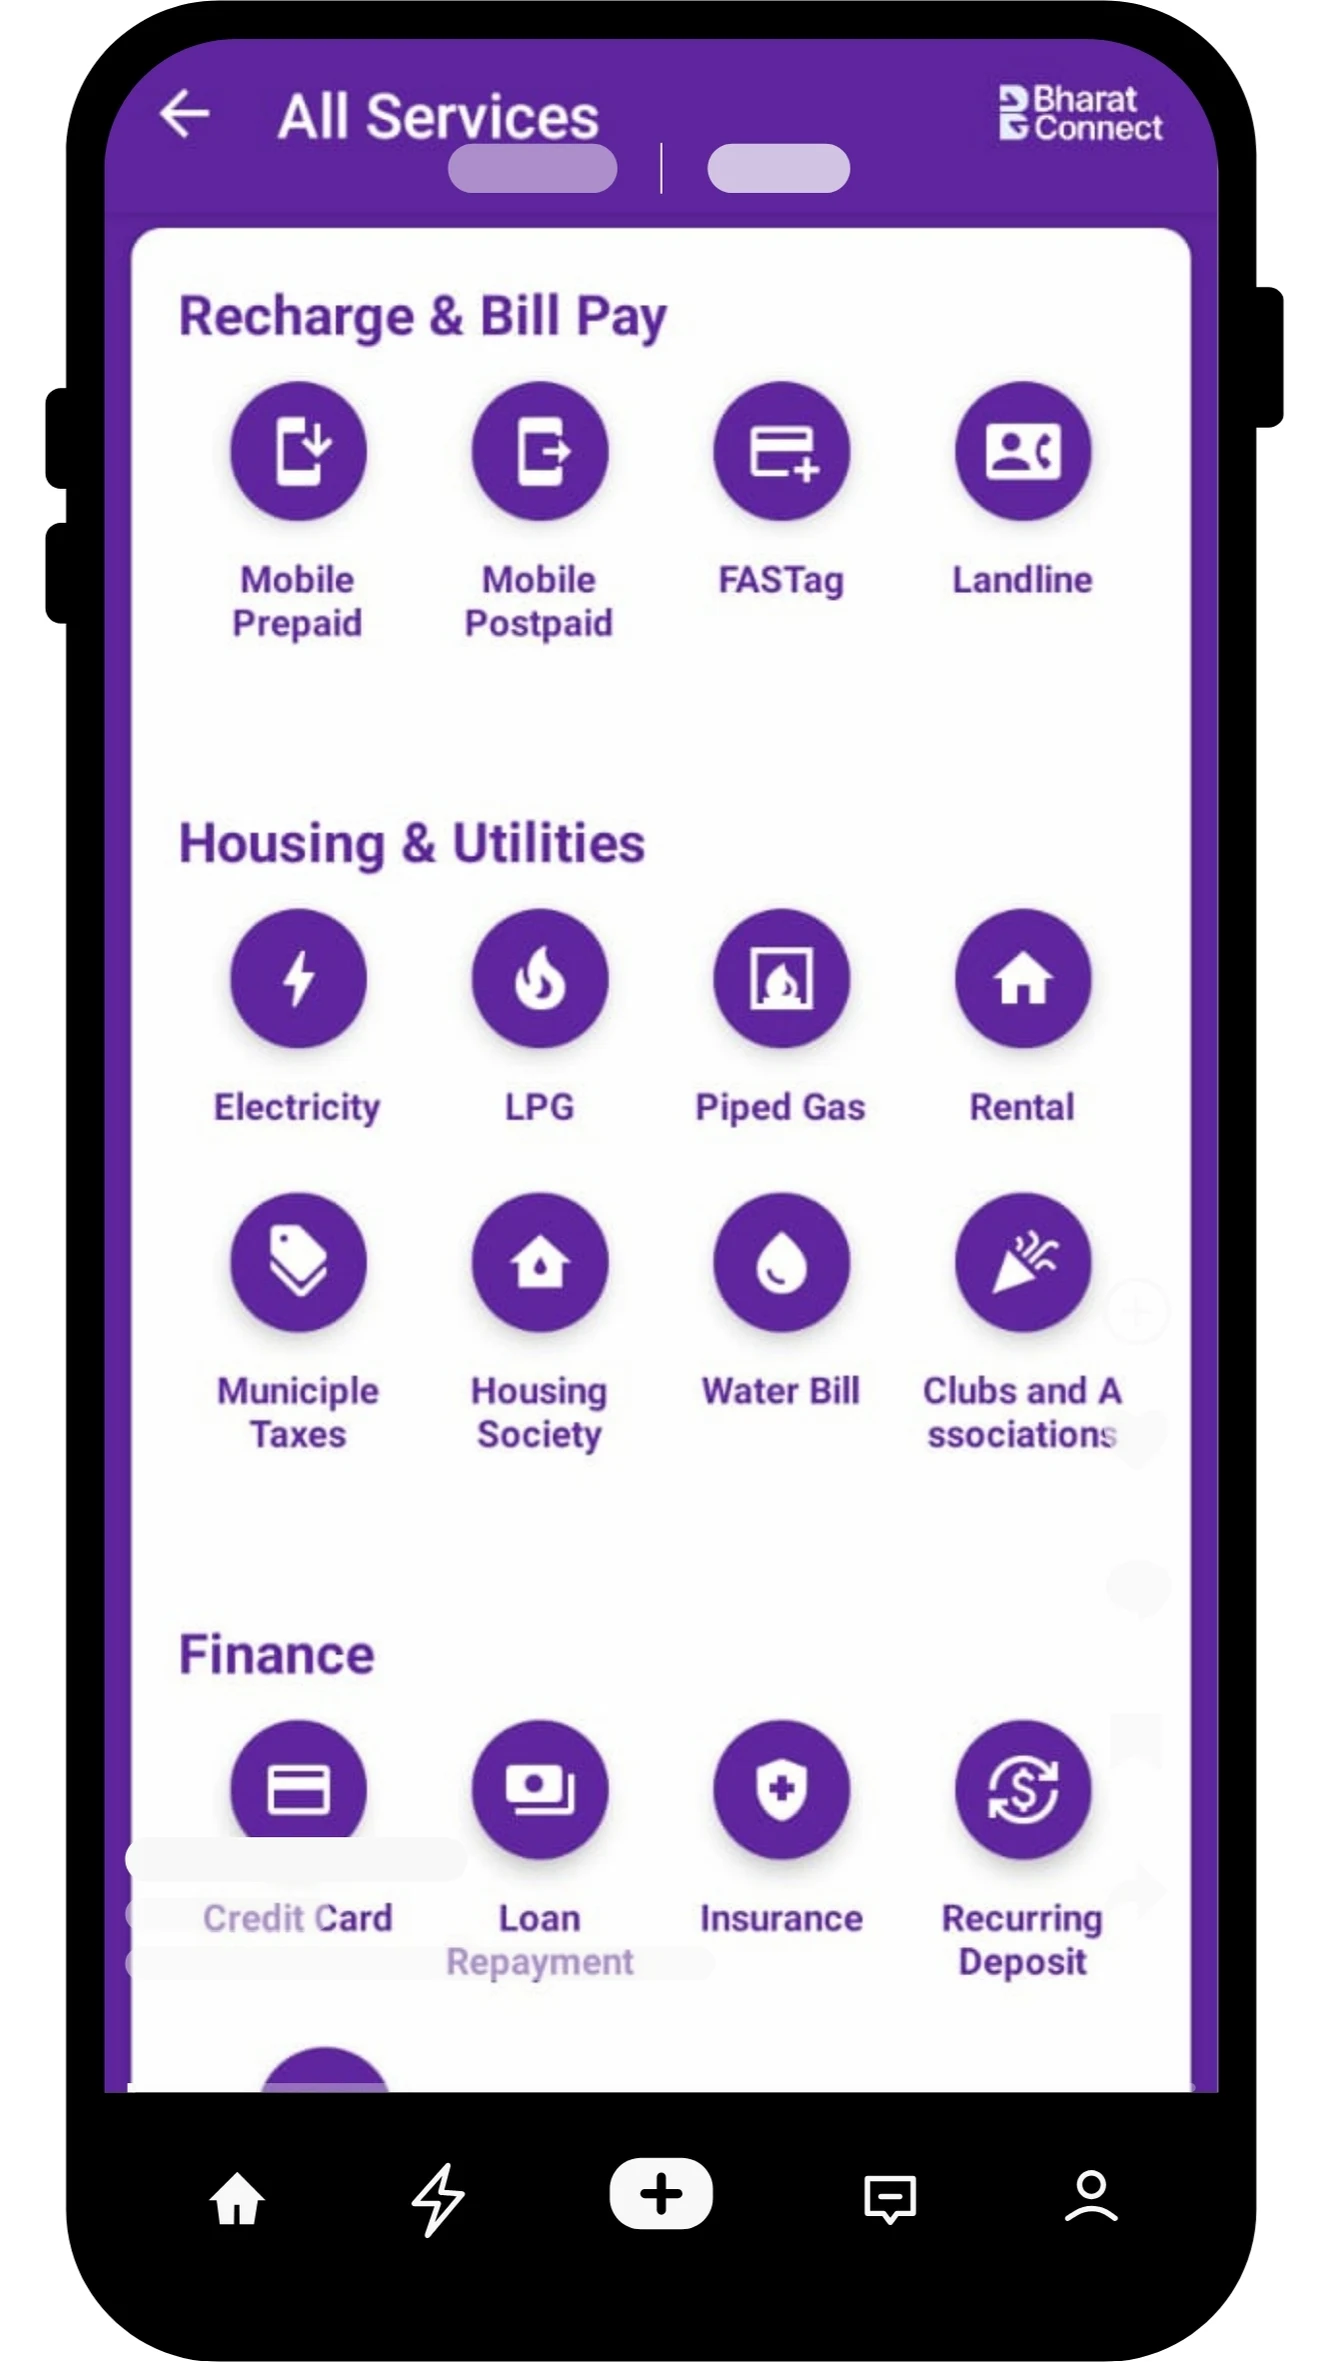 All Services
Bharat
Connect
Recharge & Bill Pay
Mobile
Prepaid
Mobile
Postpaid
FASTag
Landline
Housing & Utilities
Electricity
LPG
Piped Gas
Rental
Municiple
Taxes
Housing
Society
Water Bill
Clubs and A
ssociations
Finance
Credit Card
Loan
Repayment
Insurance
Recurring
Deposit